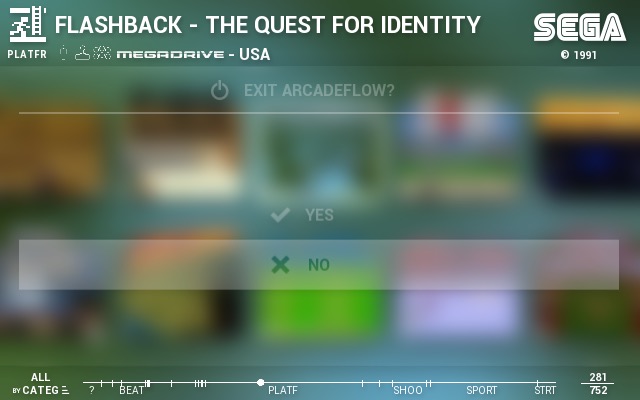 FLASHBACK - THE QUEST FOR IDENTITY
SEGA
PLATFR
MEGADRIVE - USA
© 1991
EXIT ARCADEFLOW?
YES
NO
ALL
BY CATEG
? BEAT PLATF SHOO SPORT STRT
281
752